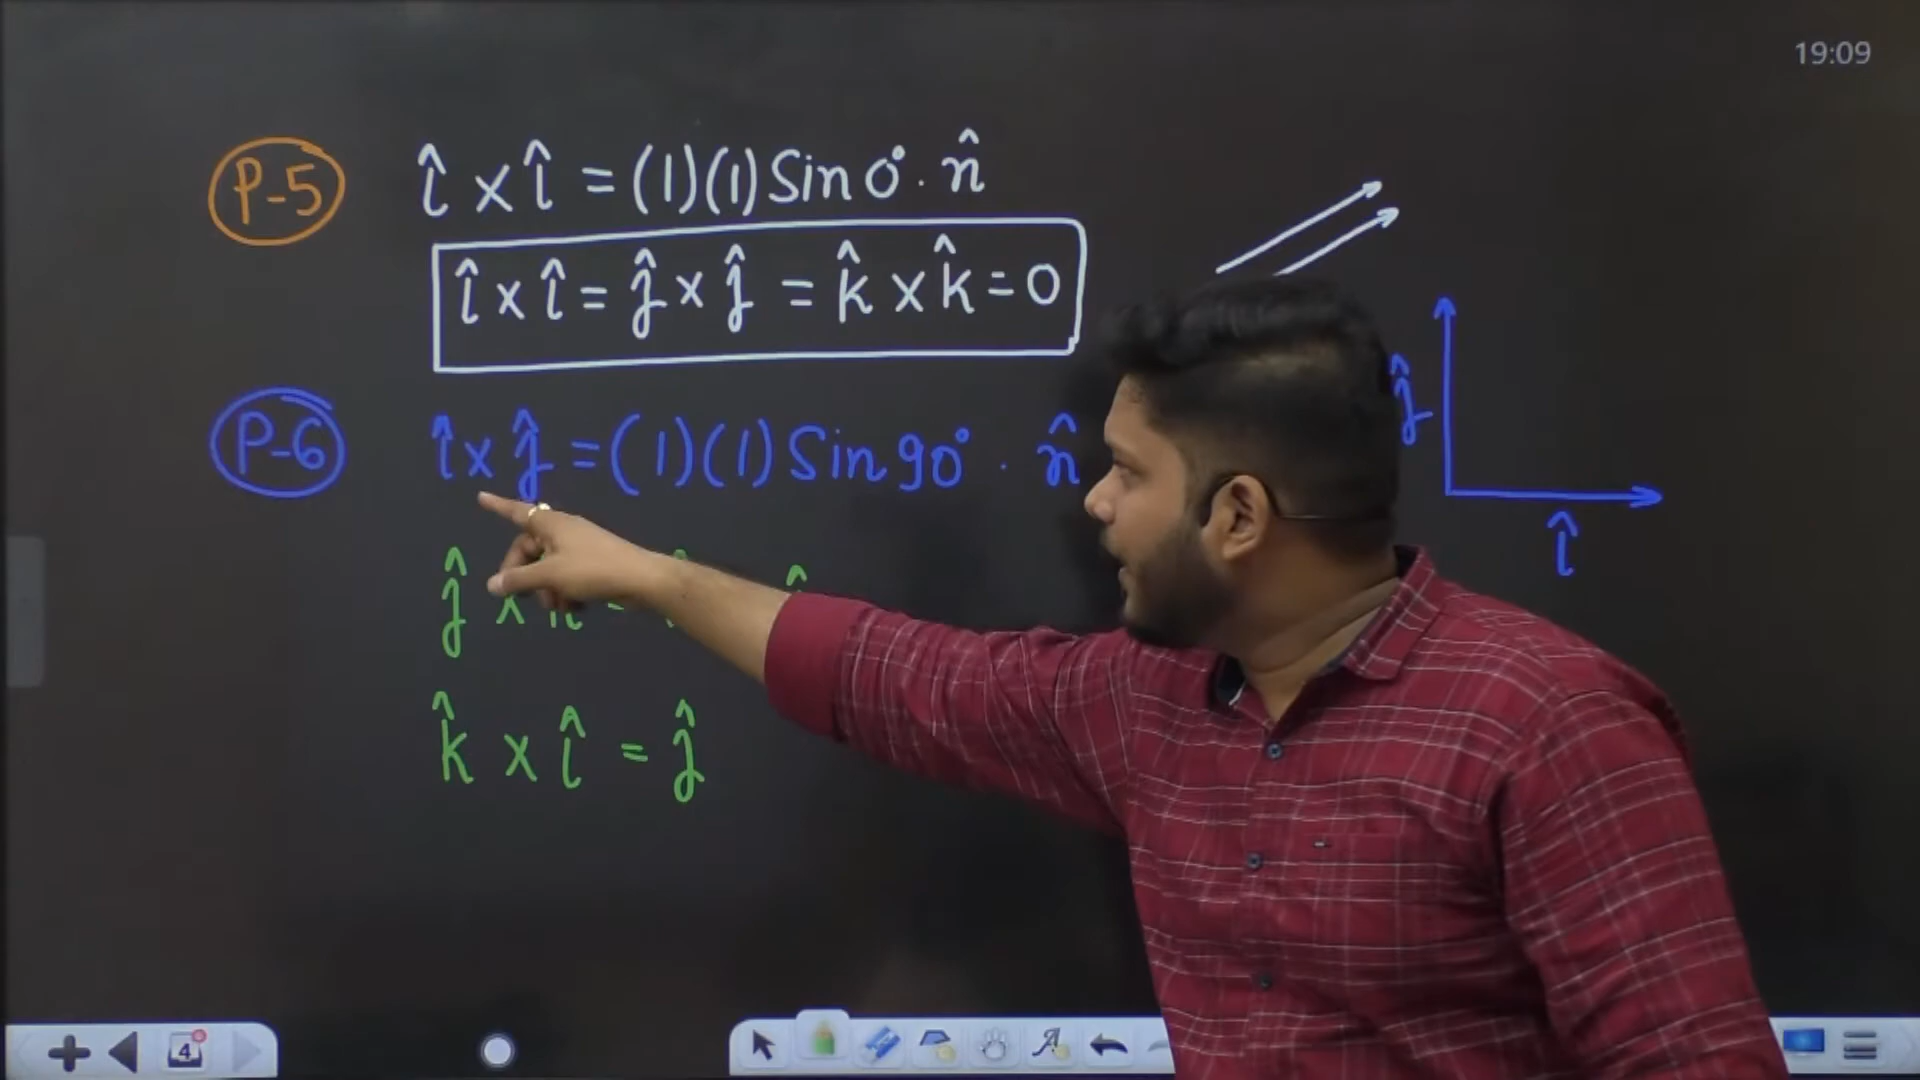 19:09
P-5 î x î = (1)(1) Sin 0° . n̂
î x î = ĵ x ĵ = k̂ x k̂ = 0
P-6 î x ĵ = (1)(1) Sin 90° . n̂
ĵ
î
ĵ x =
k̂ x î = ĵ
4